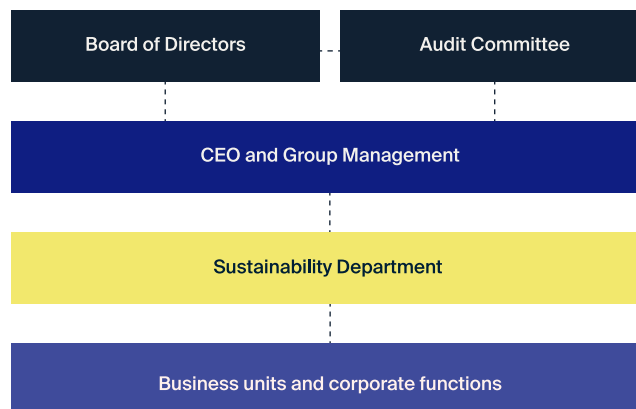 Board of Directors
Audit Committee
CEO and Group Management
Sustainability Department
Business units and corporate functions